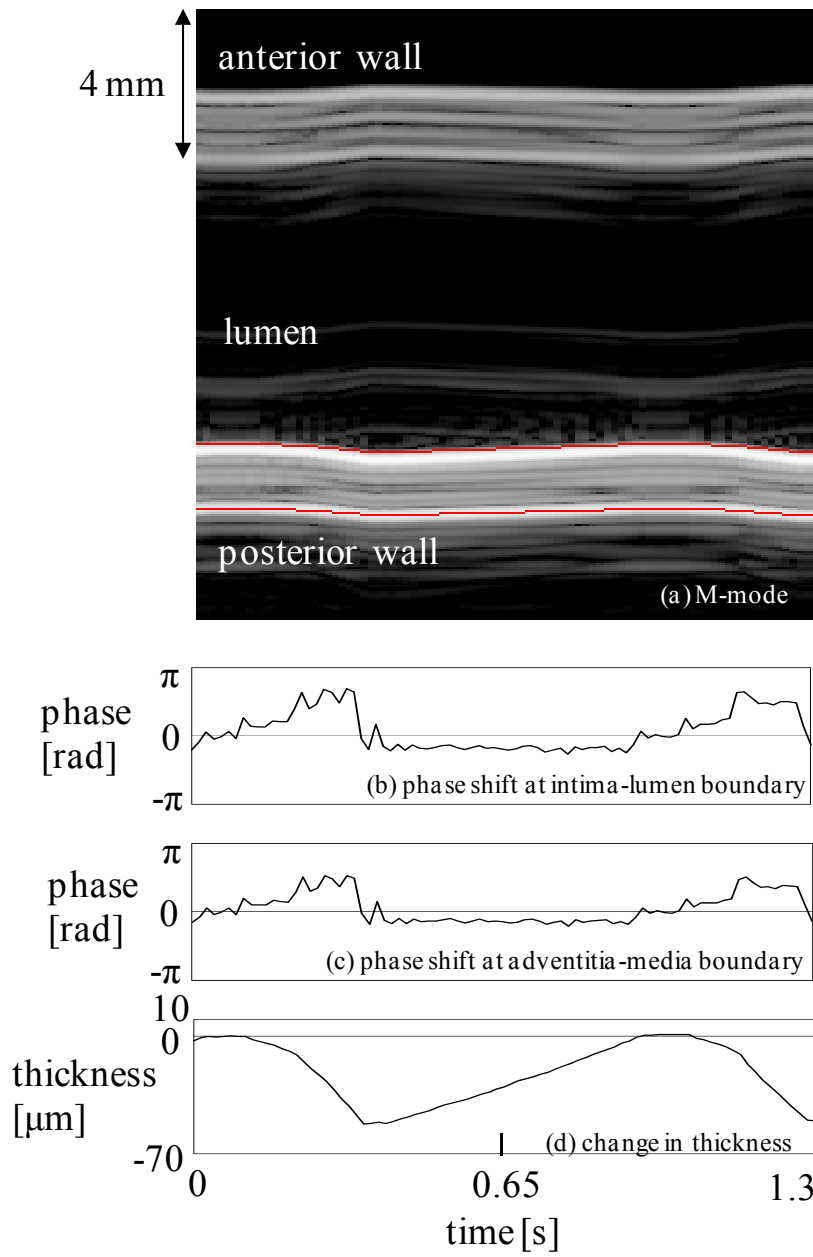 anterior wall
4 mm
lumen
posterior wall
(a) M-mode
π
phase
0
[rad]
-π
(b) phase shift at intima-lumen boundary
π
phase
0
[rad]
-π
(c) phase shift at adventitia-media boundary
10
0
thickness
[μm]
-70
(d) change in thickness
0
0.65
1.3
time [s]